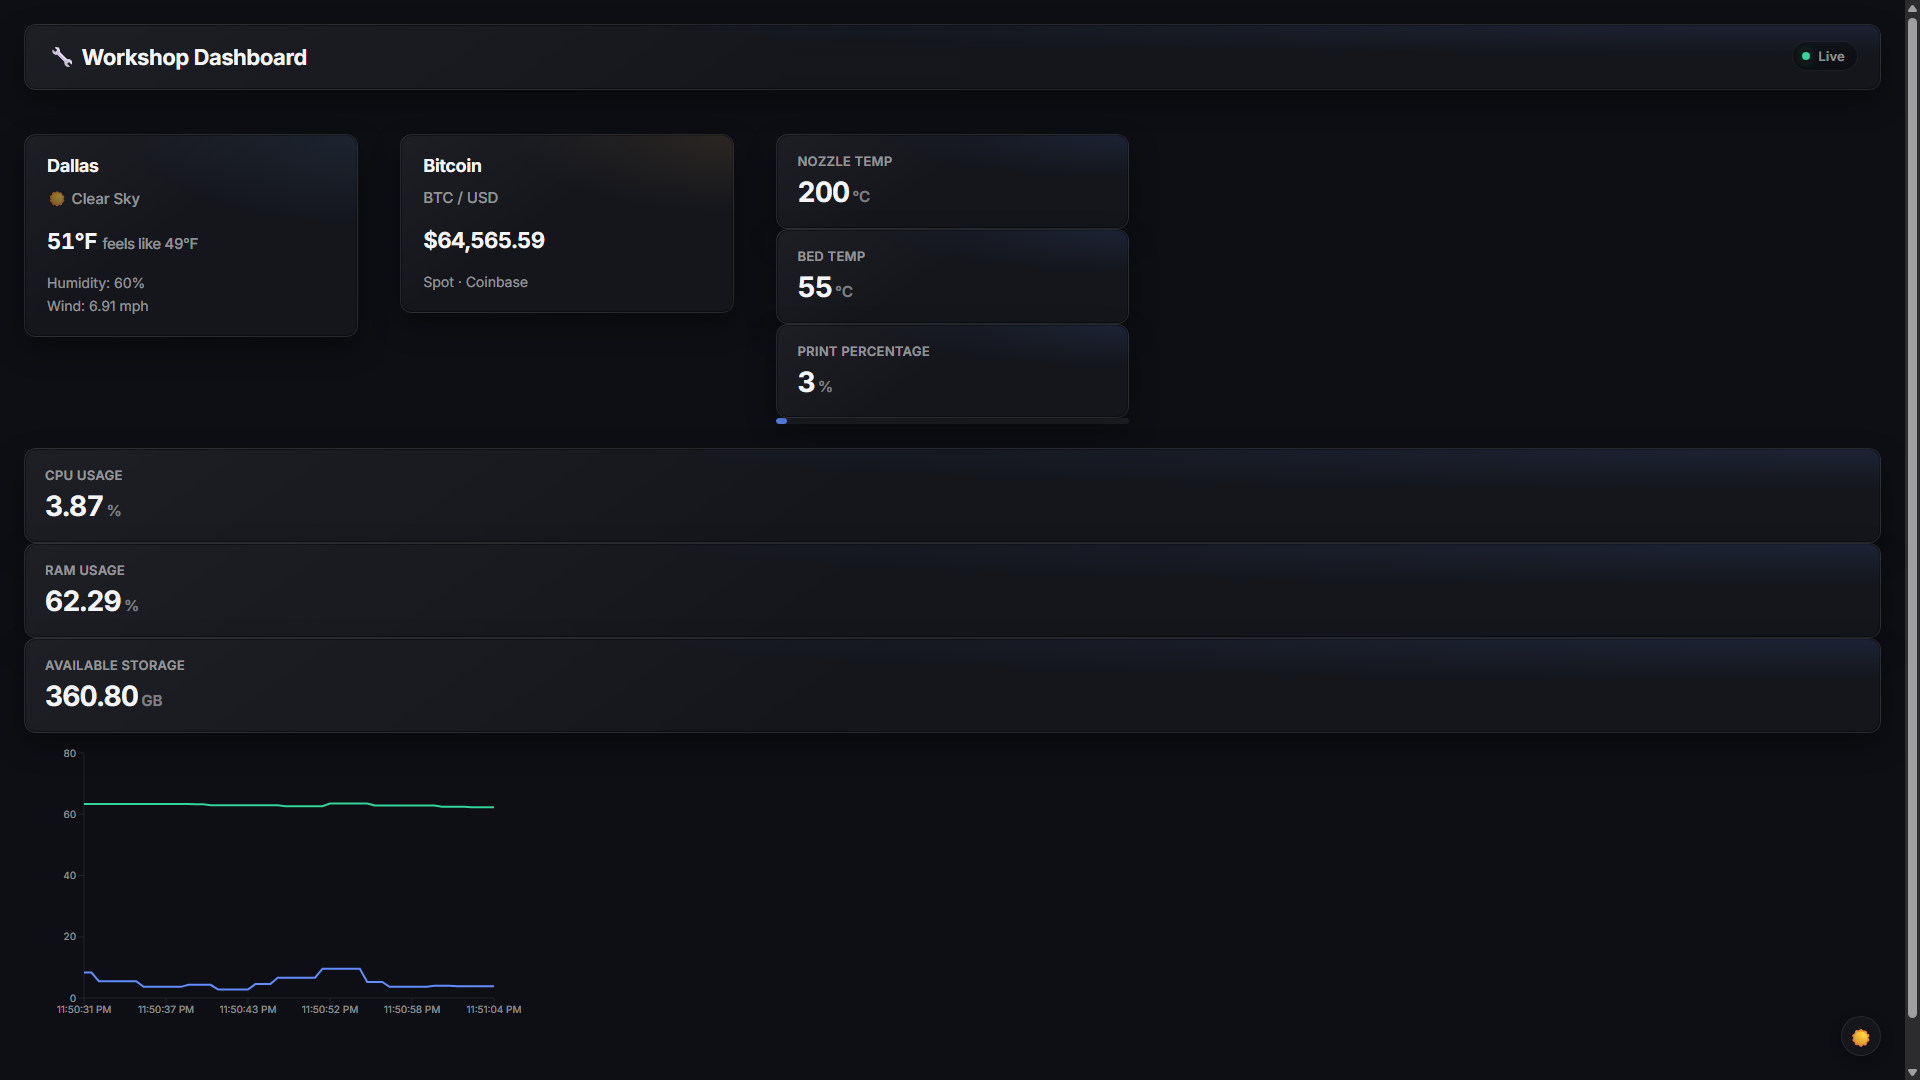 Workshop Dashboard
Live
Dallas
Clear Sky
51°F feels like 49°F
Humidity: 60%
Wind: 6.91 mph
Bitcoin
BTC / USD
$64,565.59
Spot · Coinbase
NOZZLE TEMP
200 °C
BED TEMP
55 °C
PRINT PERCENTAGE
3 %
CPU USAGE
3.87 %
RAM USAGE
62.29 %
AVAILABLE STORAGE
360.80 GB
80
60
40
20
0
11:50:31 PM 11:50:37 PM 11:50:43 PM 11:50:52 PM 11:50:58 PM 11:51:04 PM